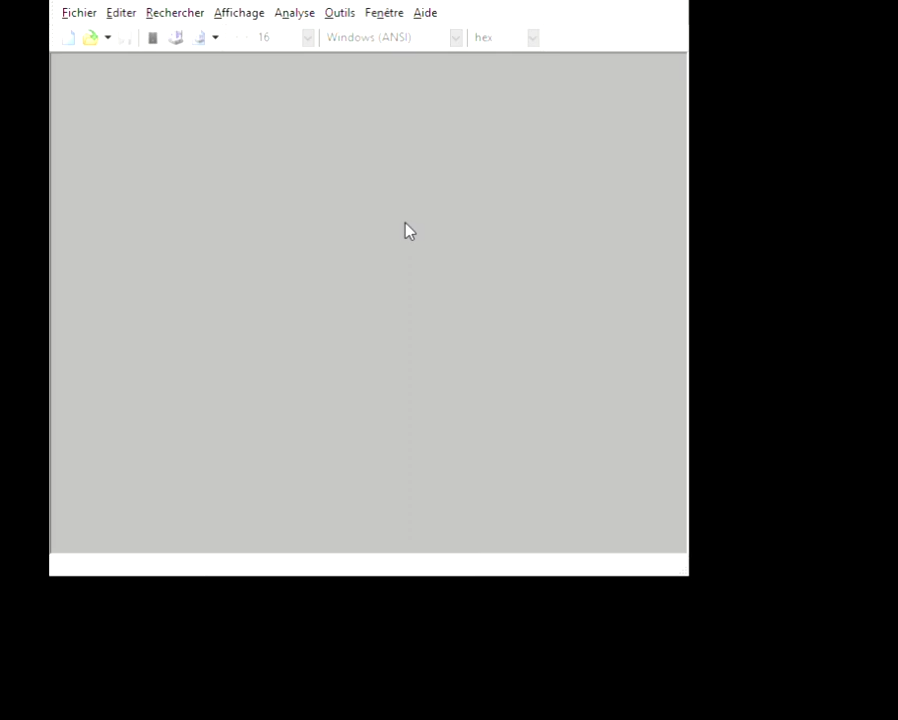 Fichier Editer Rechercher Affichage Analyse Outils Fenêtre Aide
16 Windows (ANSI) hex